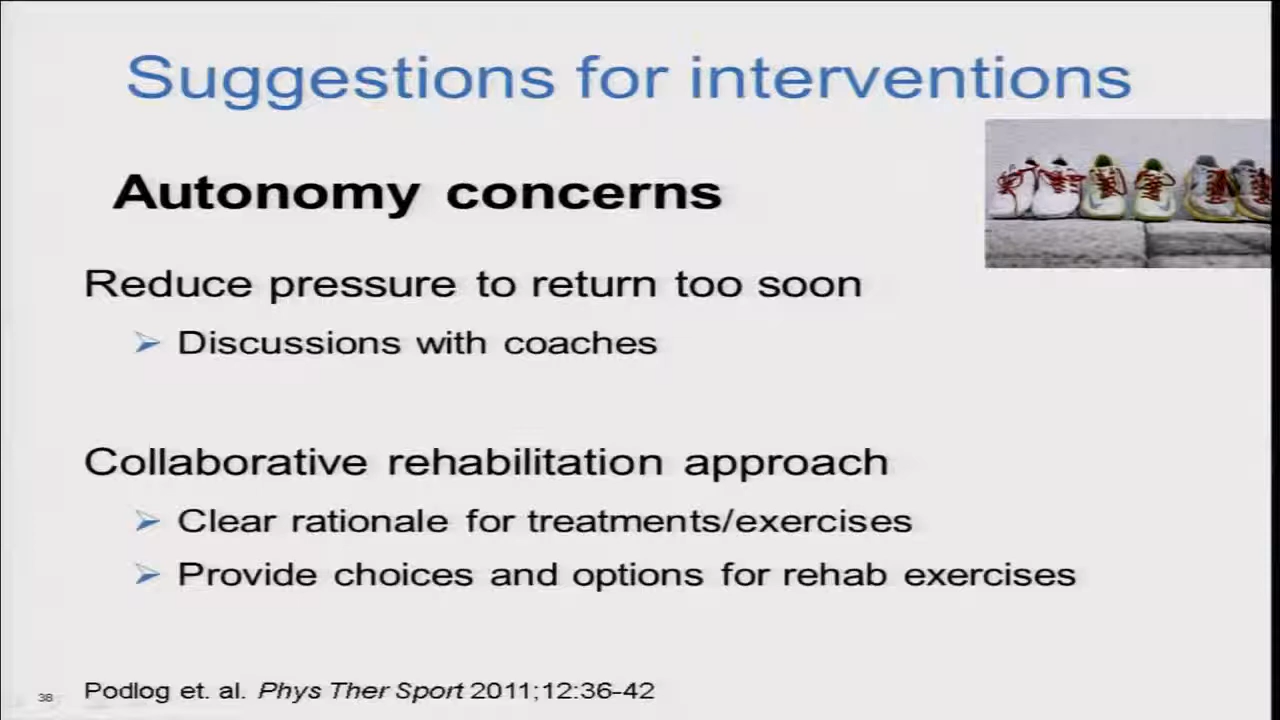 Suggestions for interventions
Autonomy concerns
Reduce pressure to return too soon
Discussions with coaches
Collaborative rehabilitation approach
Clear rationale for treatments/exercises
Provide choices and options for rehab exercises
38
Podlog et. al. Phys Ther Sport 2011;12:36-42